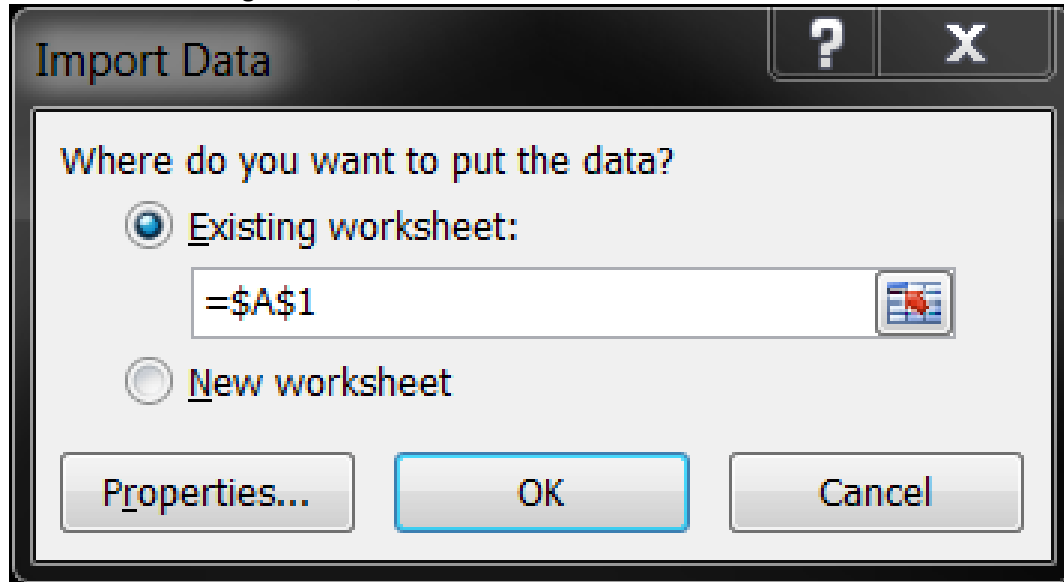 Import Data
? X
Where do you want to put the data?
Existing worksheet:
=$A$1
New worksheet
Properties... OK Cancel